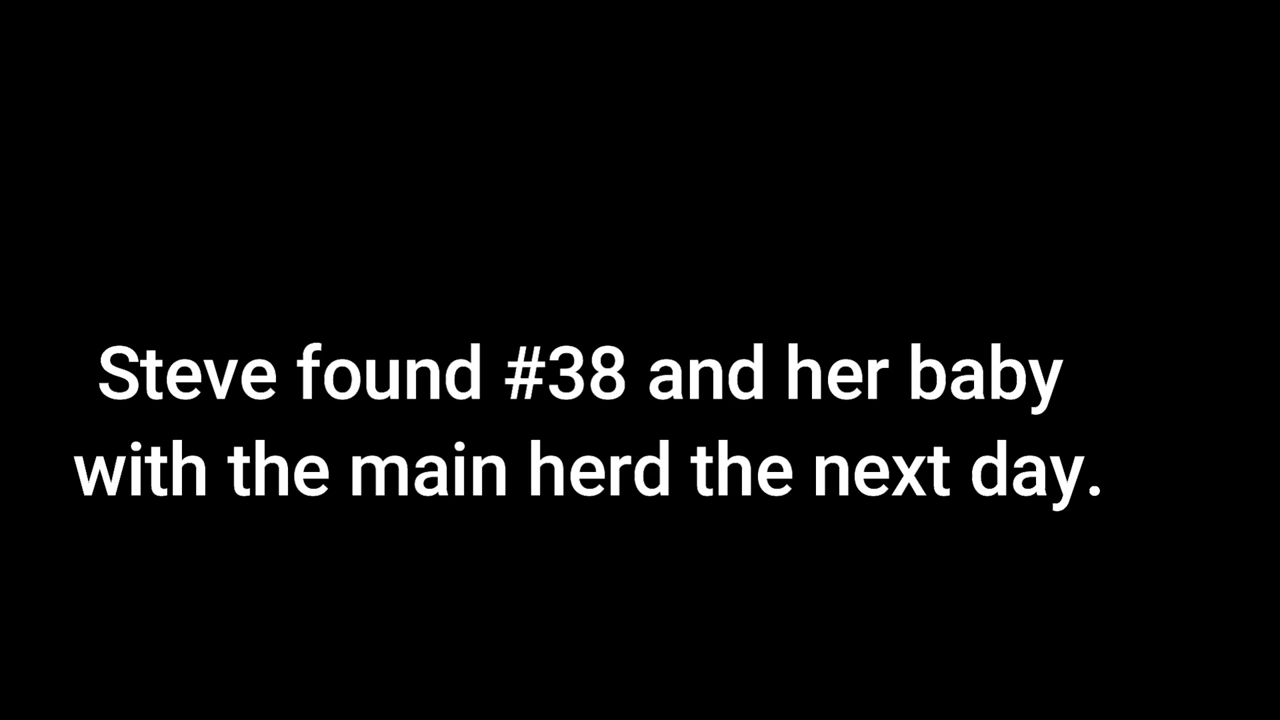 Steve found #38 and her baby
with the main herd the next day.